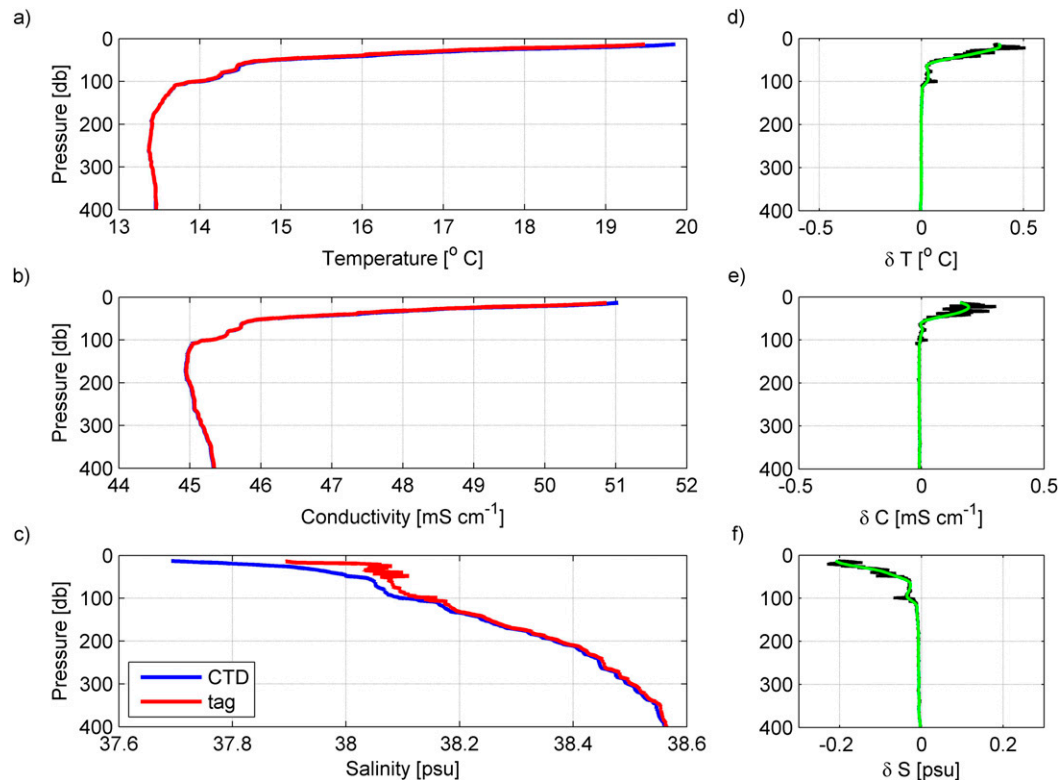 a)
0
100
200
300
400
Pressure [db]
13 14 15 16 17 18 19 20
Temperature [° C]
d)
0
100
200
300
400
-0.5 0 0.5
δ T [° C]
b)
0
100
200
300
400
Pressure [db]
44 45 46 47 48 49 50 51 52
Conductivity [mS cm⁻¹]
e)
0
100
200
300
400
-0.5 0 0.5
δ C [mS cm⁻¹]
c)
0
100
200
300
400
Pressure [db]
CTD
tag
37.6 37.8 38 38.2 38.4 38.6
Salinity [psu]
f)
0
100
200
300
400
-0.2 0 0.2
δ S [psu]